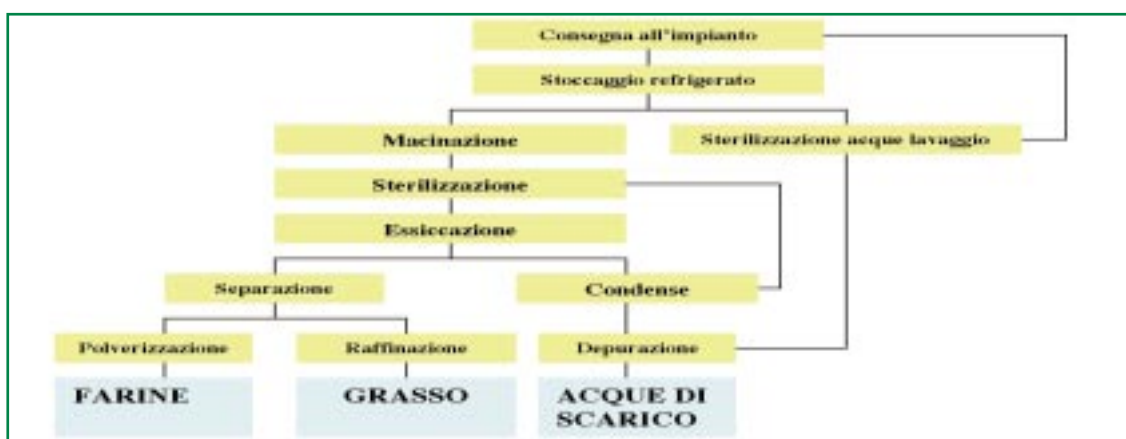 Consegna all'impianto
Stoccaggio refrigerato
Macinazione
Sterilizzazione acque lavaggio
Sterilizzazione
Essiccazione
Separazione
Condense
Polverizzazione
Raffinazione
Depurazione
FARINE
GRASSO
ACQUE DI
SCARICO